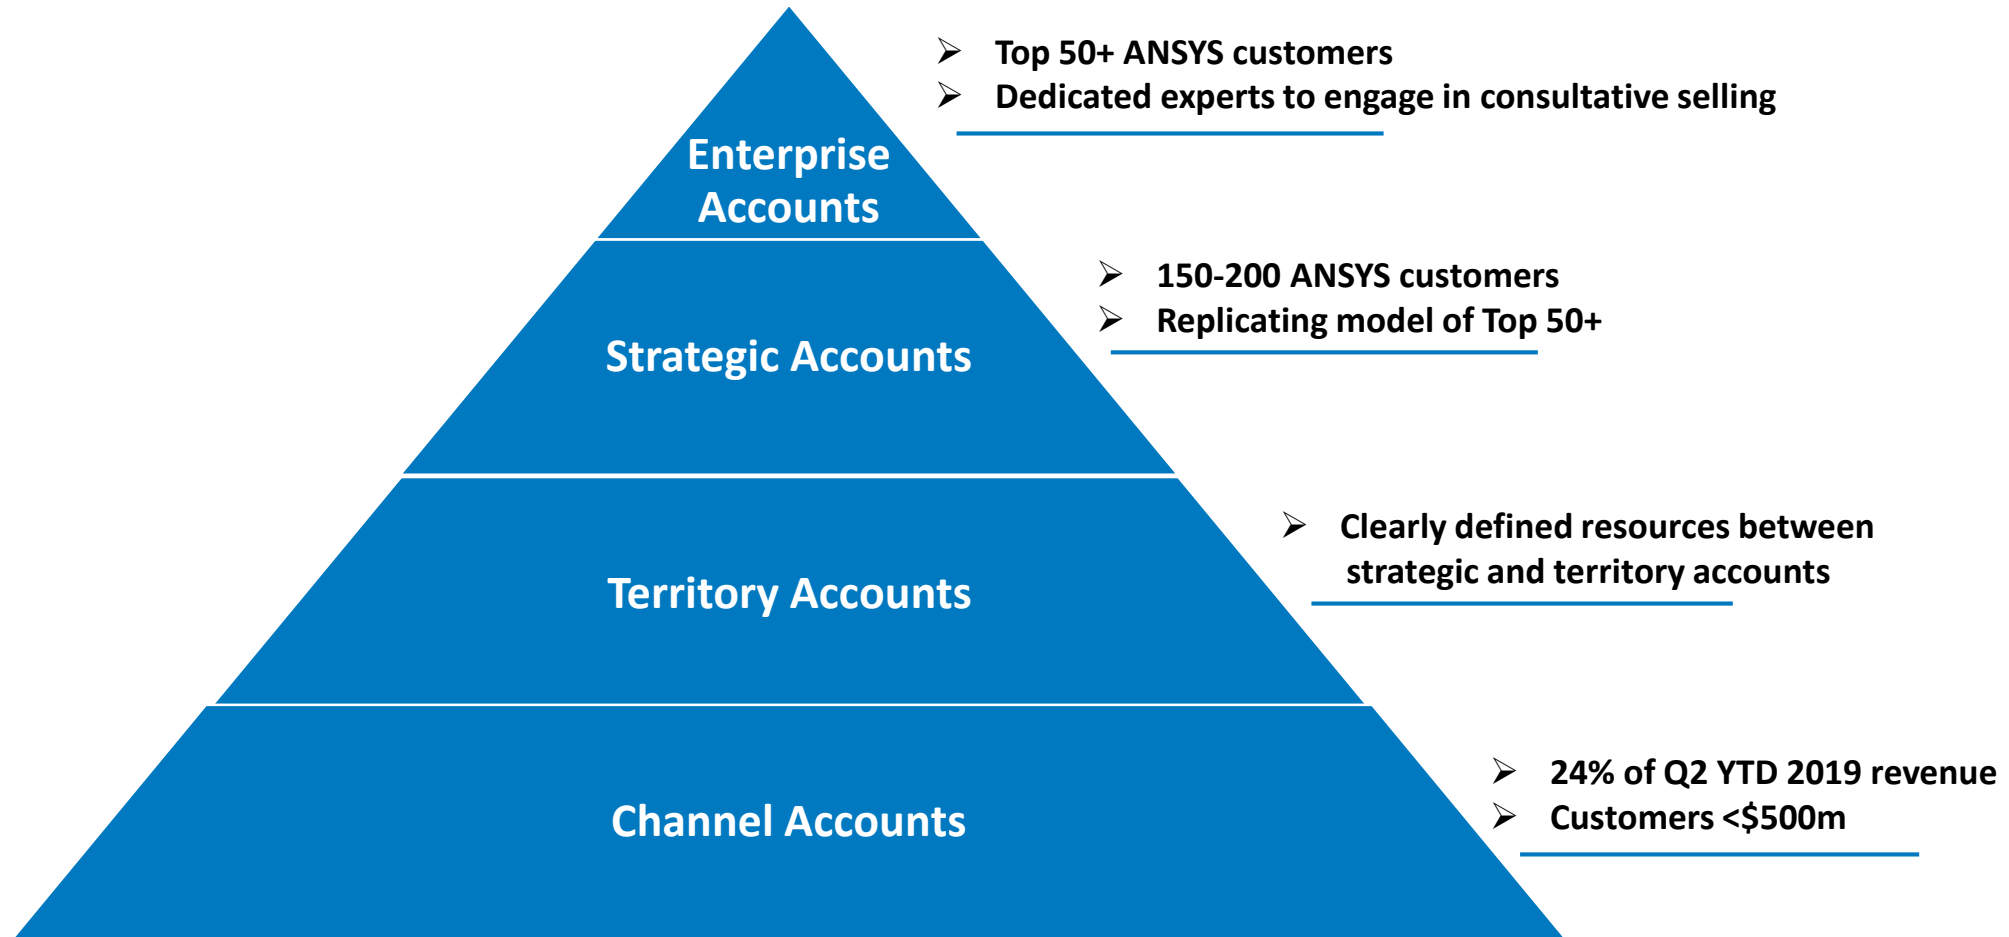 ➢ Top 50+ ANSYS customers
➢ Dedicated experts to engage in consultative selling
Enterprise
Accounts
➢ 150-200 ANSYS customers
➢ Replicating model of Top 50+
Strategic Accounts
➢ Clearly defined resources between
strategic and territory accounts
Territory Accounts
➢ 24% of Q2 YTD 2019 revenue
➢ Customers <$500m
Channel Accounts